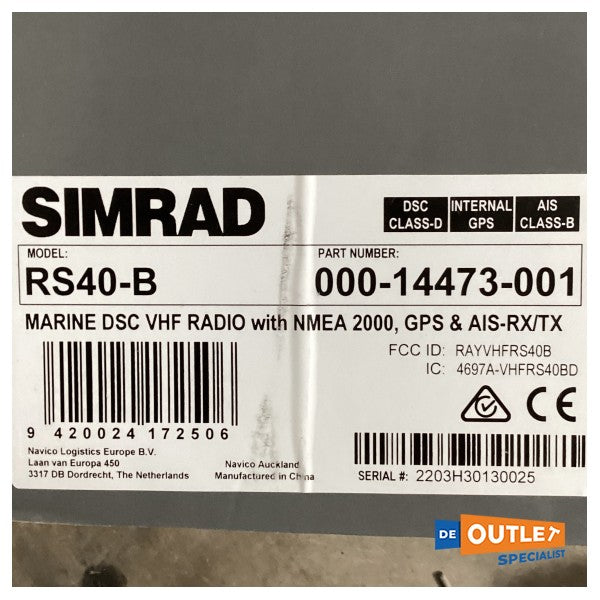 SIMRAD
DSC CLASS-D
INTERNAL GPS
AIS CLASS-B
MODEL:
RS40-B
PART NUMBER:
000-14473-001
MARINE DSC VHF RADIO with NMEA 2000, GPS & AIS-RX/TX
FCC ID: RAYVHFRS40B
IC: 4697A-VHFRS40BD
CE
9 420024 172506
Navico Logistics Europe B.V.
Laan van Europa 450
3317 DB Dordrecht, The Netherlands
Navico Auckland
Manufactured in China
SERIAL #: 2203H30130025
DE OUTLET
SPECIALIST